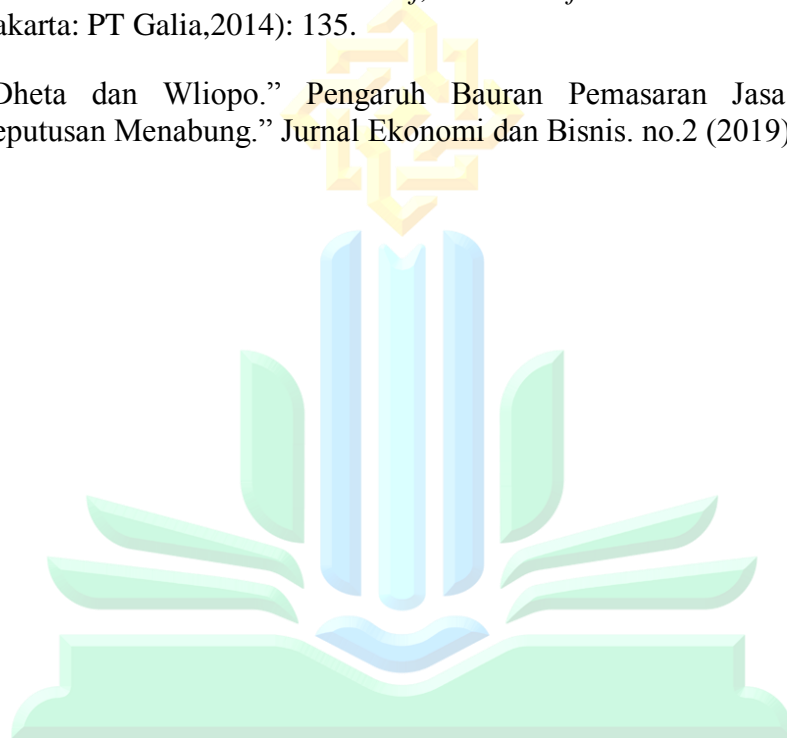 akarta: PT Galia,2014): 135.
Dheta dan Wliopo.” Pengaruh Bauran Pemasaran Jasa
eputusan Menabung.” Jurnal Ekonomi dan Bisnis. no.2 (2019)